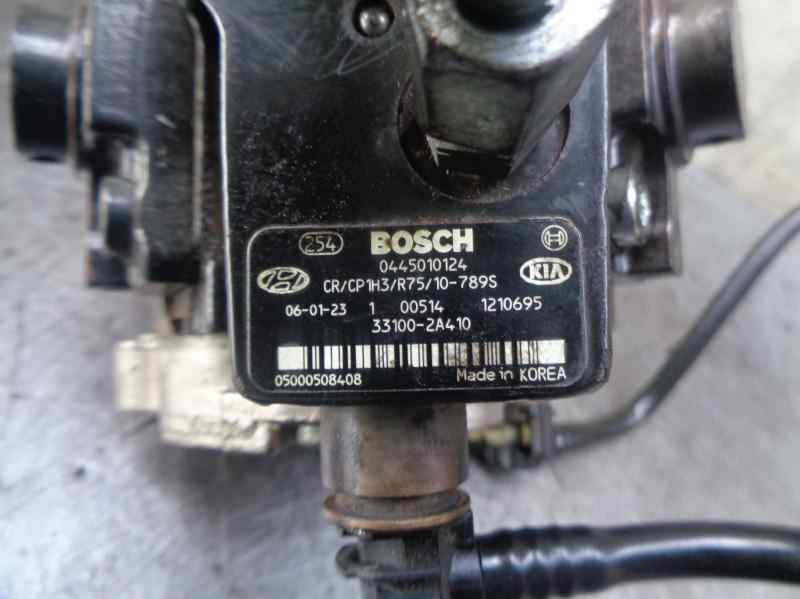 254 BOSCH
0445010124
CR/CP1H3/R75/10-789S KIA
06-01-23 1 00514 1210695
33100-2A410
05000508408 Made in KOREA